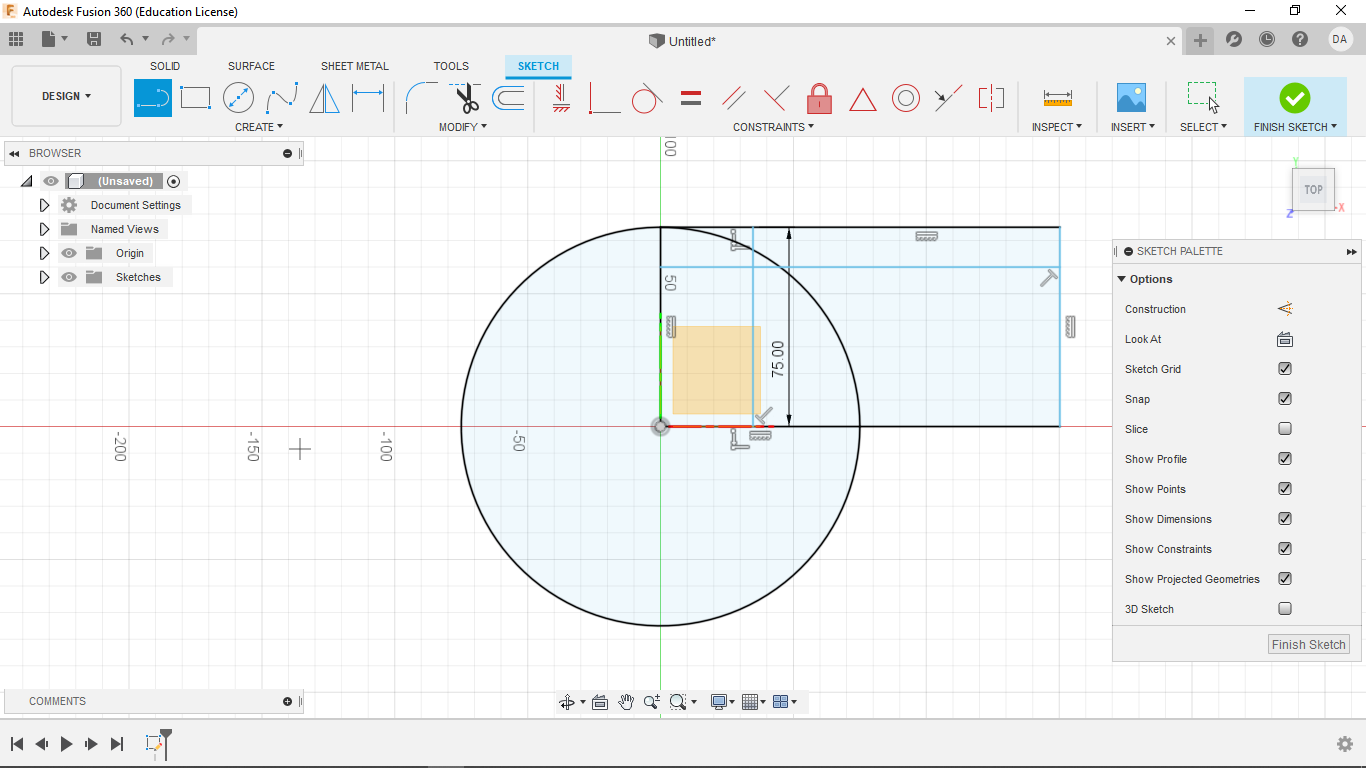 Autodesk Fusion 360 (Education License)
Untitled*
DA
SOLID SURFACE SHEET METAL TOOLS SKETCH
DESIGN
CREATE MODIFY CONSTRAINTS INSPECT INSERT SELECT FINISH SKETCH
BROWSER
(Unsaved)
Document Settings
Named Views
Origin
Sketches
00
50
75.00
-200
-150
-100
-50
Y
TOP
Z
X
SKETCH PALETTE
Options
Construction
Look At
Sketch Grid
Snap
Slice
Show Profile
Show Points
Show Dimensions
Show Constraints
Show Projected Geometries
3D Sketch
Finish Sketch
COMMENTS